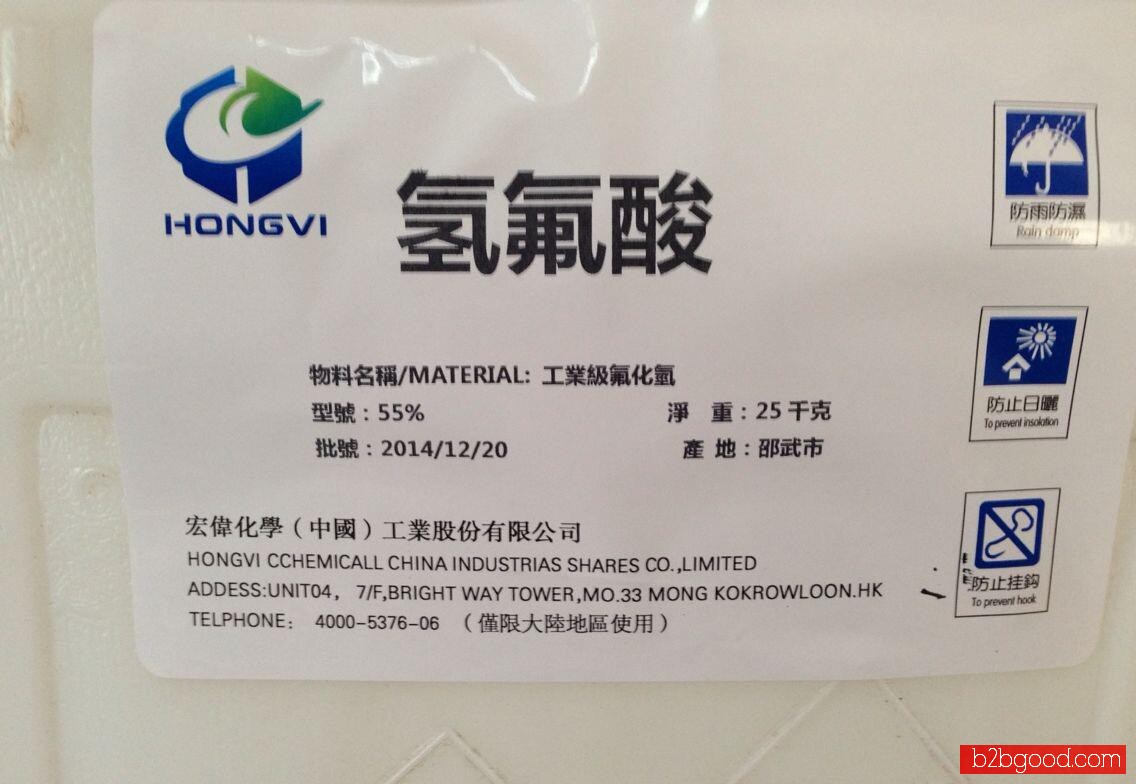 HONGVI
氢氟酸
物料名稱/MATERIAL: 工業級氟化氫
型號：55%
淨 重：25 千克
批號：2014/12/20
產 地：邵武市
宏偉化學（中國）工業股份有限公司
HONGVI CCHEMICALL CHINA INDUSTRIAS SHARES CO.,LIMITED
ADDESS:UNIT04, 7/F,BRIGHT WAY TOWER,MO.33 MONG KOKROWLOON.HK
TELPHONE： 4000-5376-06 （僅限大陸地區使用）
防雨防濕
Rain damp
防止日曬
To prevent insolation
防止挂鈎
To prevent hook
b2bgood.com